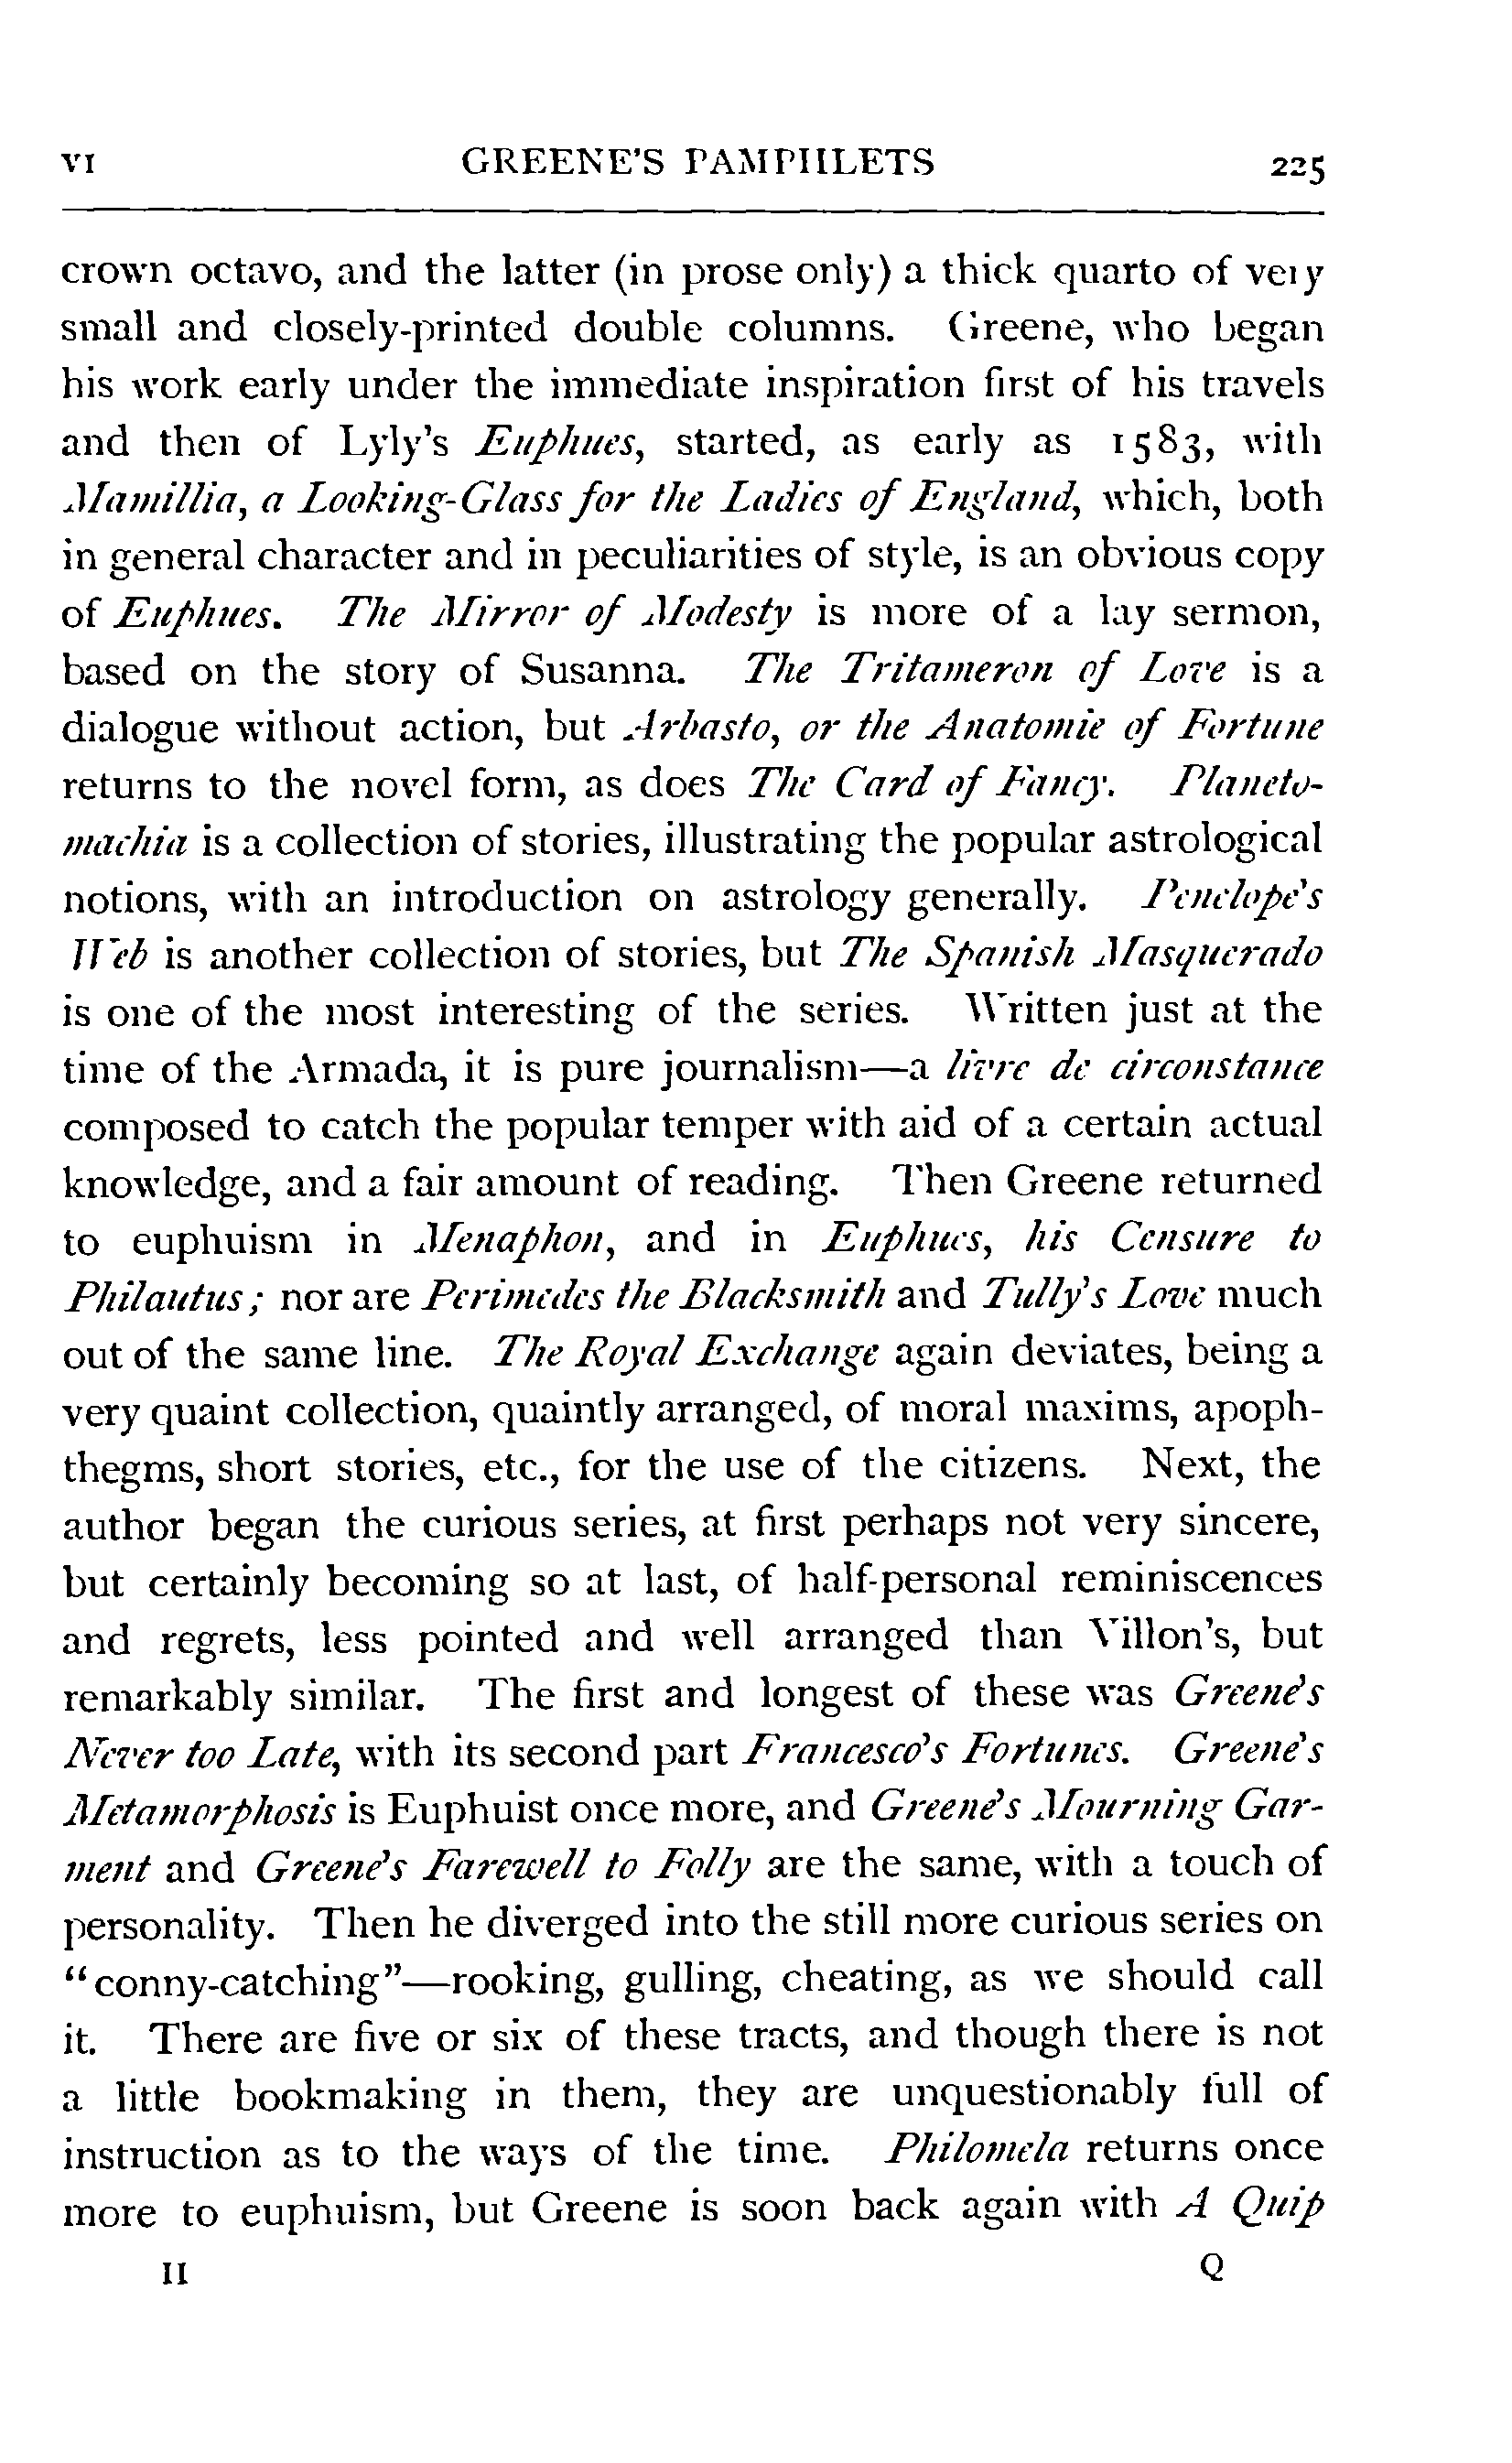 VI GREENE'S PAMPHLETS 225
crown octavo, and the latter (in prose only) a thick quarto of very
small and closely-printed double columns. Greene, who began
his work early under the immediate inspiration first of his travels
and then of Lyly's Euphues, started, as early as 1583, with
Mamillia, a Looking-Glass for the Ladies of England, which, both
in general character and in peculiarities of style, is an obvious copy
of Euphues. The Mirror of Modesty is more of a lay sermon,
based on the story of Susanna. The Tritameron of Love is a
dialogue without action, but Arbasto, or the Anatomie of Fortune
returns to the novel form, as does The Card of Fancy. Planeto-
machia is a collection of stories, illustrating the popular astrological
notions, with an introduction on astrology generally. Penelope's
Web is another collection of stories, but The Spanish Masquerado
is one of the most interesting of the series. Written just at the
time of the Armada, it is pure journalism—a livre de circonstance
composed to catch the popular temper with aid of a certain actual
knowledge, and a fair amount of reading. Then Greene returned
to euphuism in Menaphon, and in Euphues, his Censure to
Philautus; nor are Perimedes the Blacksmith and Tully's Love much
out of the same line. The Royal Exchange again deviates, being a
very quaint collection, quaintly arranged, of moral maxims, apoph-
thegms, short stories, etc., for the use of the citizens. Next, the
author began the curious series, at first perhaps not very sincere,
but certainly becoming so at last, of half-personal reminiscences
and regrets, less pointed and well arranged than Villon's, but
remarkably similar. The first and longest of these was Greene's
Never too Late, with its second part Francesco's Fortunes. Greene's
Metamorphosis is Euphuist once more, and Greene's Mourning Gar-
ment and Greene's Farewell to Folly are the same, with a touch of
personality. Then he diverged into the still more curious series on
"conny-catching"—rooking, gulling, cheating, as we should call
it. There are five or six of these tracts, and though there is not
a little bookmaking in them, they are unquestionably full of
instruction as to the ways of the time. Philomela returns once
more to euphuism, but Greene is soon back again with A Quip
II Q